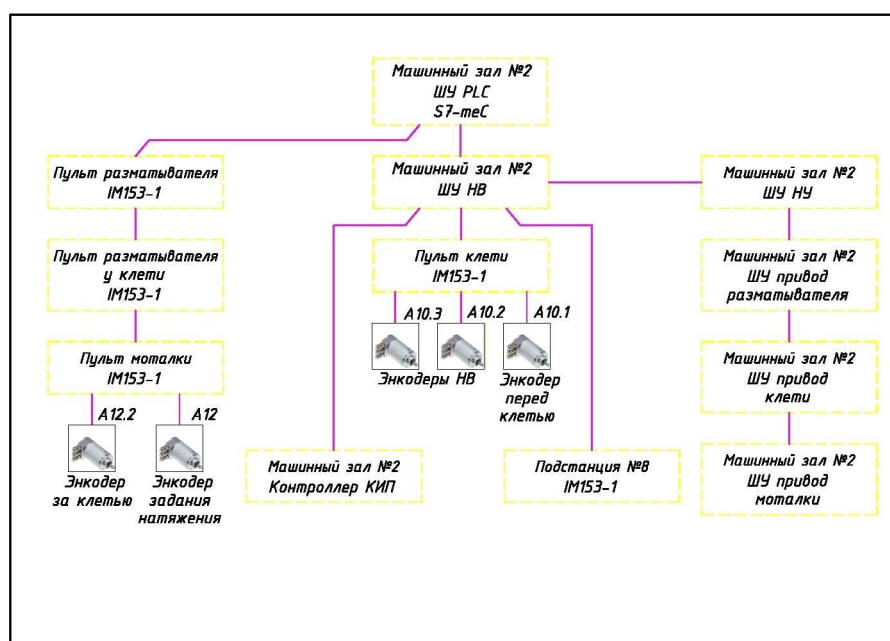 Машинный зал №2
ШУ PLC
S7-meC
Пульт разматывателя
IM153-1
Машинный зал №2
ШУ НВ
Машинный зал №2
ШУ НУ
Пульт разматывателя
у клети
IM153-1
Пульт клети
IM153-1
Машинный зал №2
ШУ привод
разматывателя
A10.3
A10.2
A10.1
Пульт моталки
IM153-1
Энкодеры НВ
Энкодер
перед
клетью
Машинный зал №2
ШУ привод
клети
A12.2
A12
Энкодер
за клетью
Энкодер
задания
натяжения
Машинный зал №2
Контроллер КИП
Подстанция №8
IM153-1
Машинный зал №2
ШУ привод
моталки